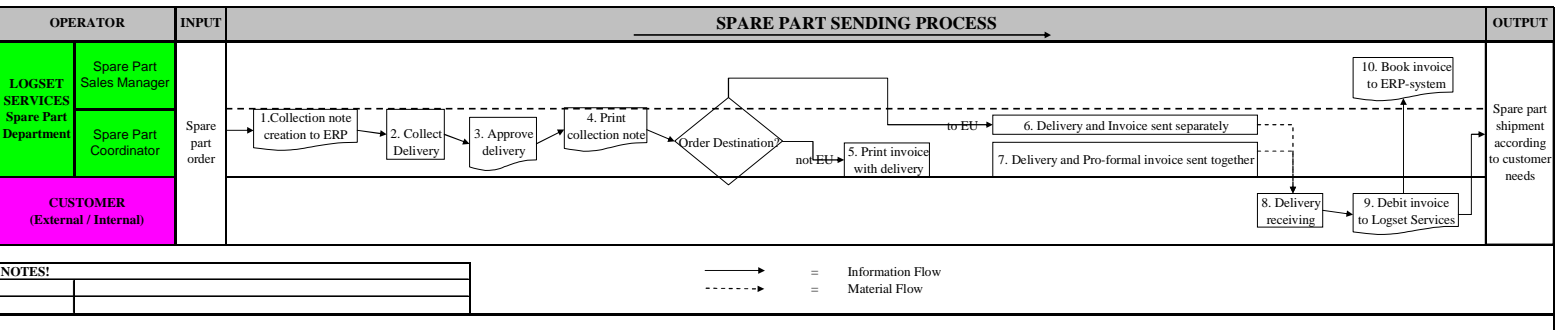 OPERATOR
INPUT
SPARE PART SENDING PROCESS
OUTPUT
LOGSET
SERVICES
Spare Part
Department
Spare Part
Sales Manager
Spare Part
Coordinator
CUSTOMER
(External / Internal)
Spare
part
order
1.Collection note
creation to ERP
2. Collect
Delivery
3. Approve
delivery
4. Print
collection note
Order Destination?
to EU
not EU
5. Print invoice
with delivery
6. Delivery and Invoice sent separately
7. Delivery and Pro-formal invoice sent together
8. Delivery
receiving
9. Debit invoice
to Logset Services
10. Book invoice
to ERP-system
Spare part
shipment
according
to customer
needs
NOTES!
= Information Flow
= Material Flow